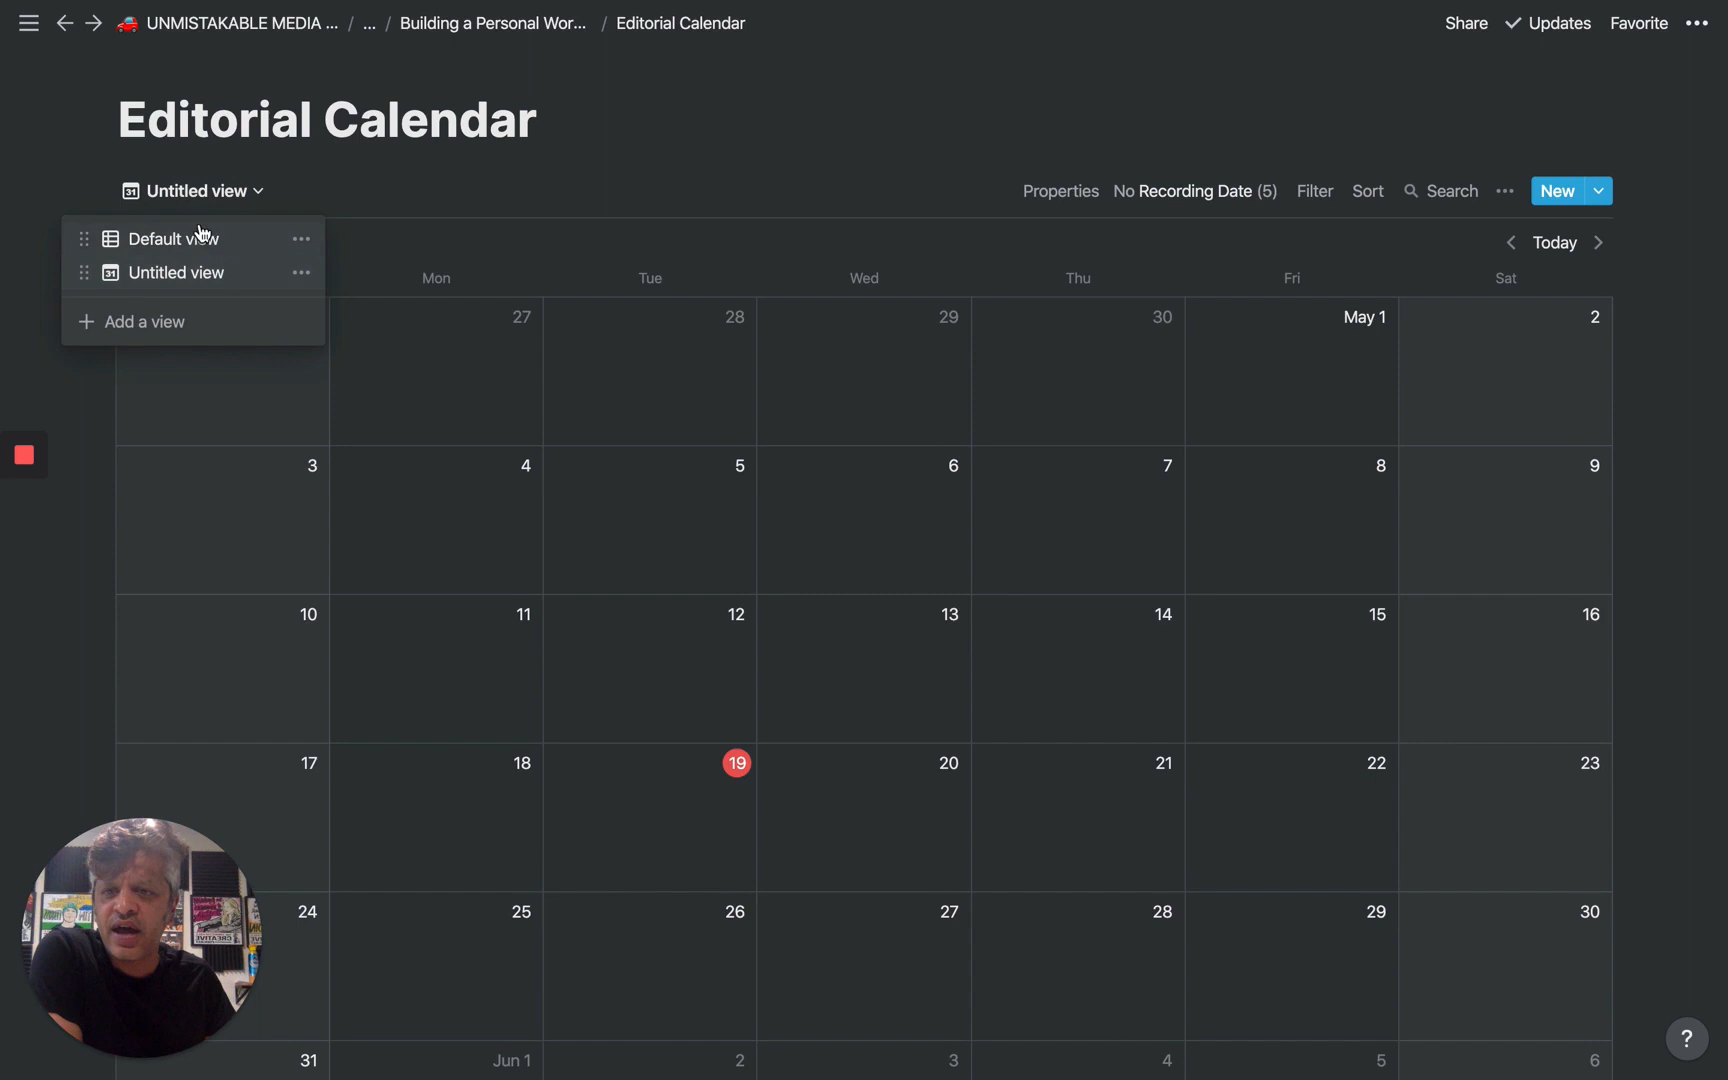 UNMISTAKABLE MEDIA ... / ... / Building a Personal Wor... / Editorial Calendar
Share Updates Favorite
Editorial Calendar
31 Untitled view
Properties No Recording Date (5) Filter Sort Search New
Default view
31 Untitled view
Add a view
Today
Mon Tue Wed Thu Fri Sat
27 28 29 30 May 1 2
3 4 5 6 7 8 9
10 11 12 13 14 15 16
17 18 19 20 21 22 23
24 25 26 27 28 29 30
31 Jun 1 2 3 4 5 6
?